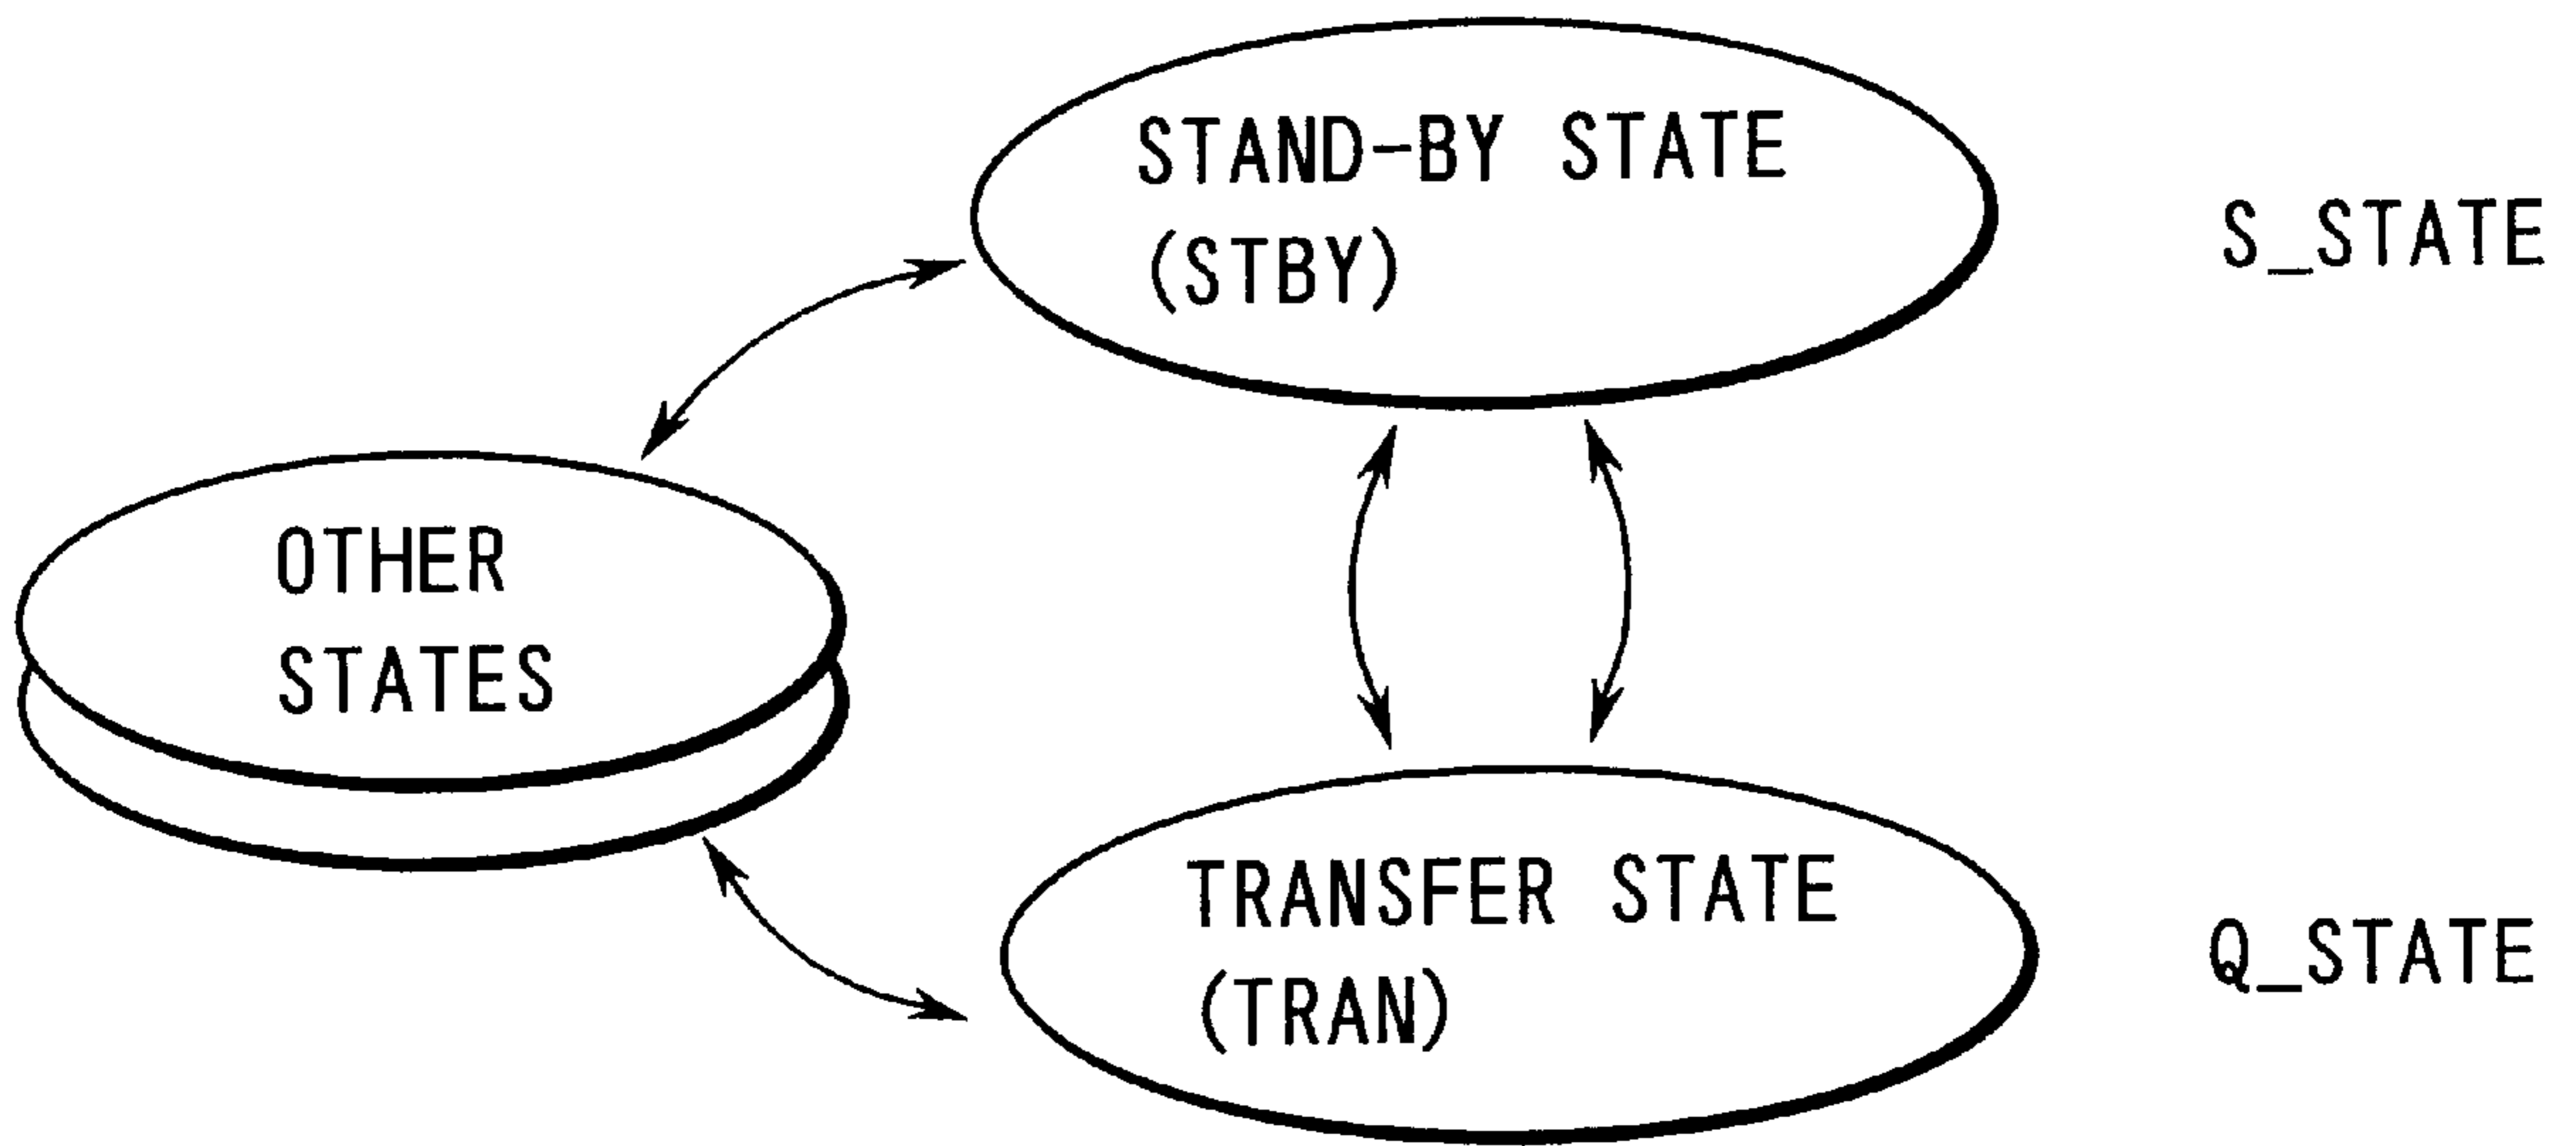 STAND-BY STATE
(STBY)
S_STATE
OTHER
STATES
TRANSFER STATE
(TRAN)
Q_STATE